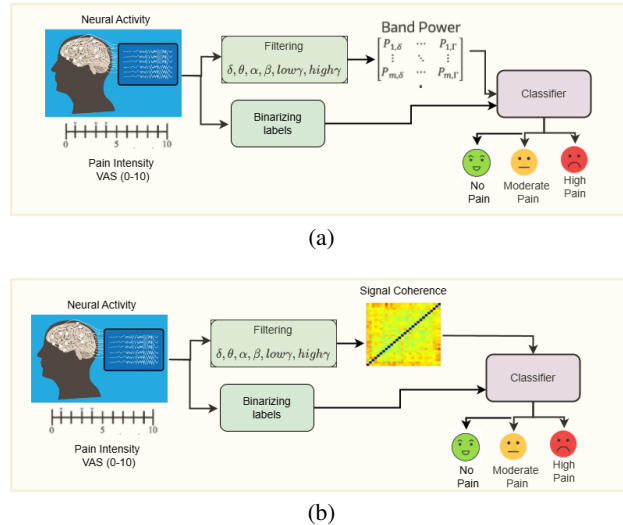 Neural Activity
Filtering
δ, θ, α, β, lowγ, highγ
Band Power
P1,δ ⋯ P1,Γ
⋮ ⋱ ⋮
Pm,δ ⋯ Pm,Γ
Classifier
Binarizing
labels
0 5 10
Pain Intensity
VAS (0-10)
No
Pain
Moderate
Pain
High
Pain
(a)
Neural Activity
Signal Coherence
Filtering
δ, θ, α, β, lowγ, highγ
Classifier
Binarizing
labels
0 5 10
Pain Intensity
VAS (0-10)
No
Pain
Moderate
Pain
High
Pain
(b)